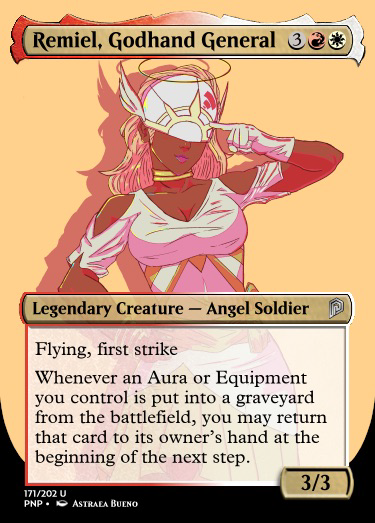 Remiel, Godhand General 3
Legendary Creature — Angel Soldier
Flying, first strike
Whenever an Aura or Equipment
you control is put into a graveyard
from the battlefield, you may return
that card to its owner's hand at the
beginning of the next step.
3/3
171/202 U
PNP • Astraea Bueno